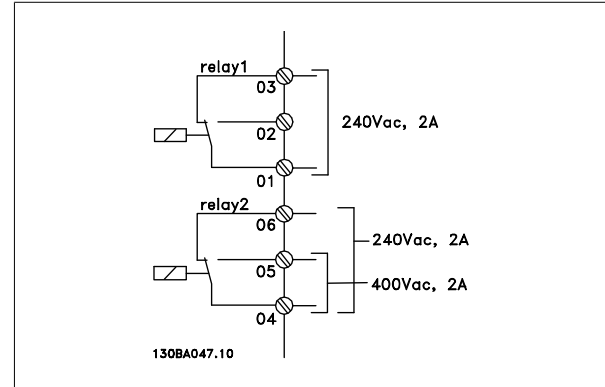 relay1
03
02
240Vac, 2A
01
relay2
06
240Vac, 2A
05
400Vac, 2A
04
130BA047.10